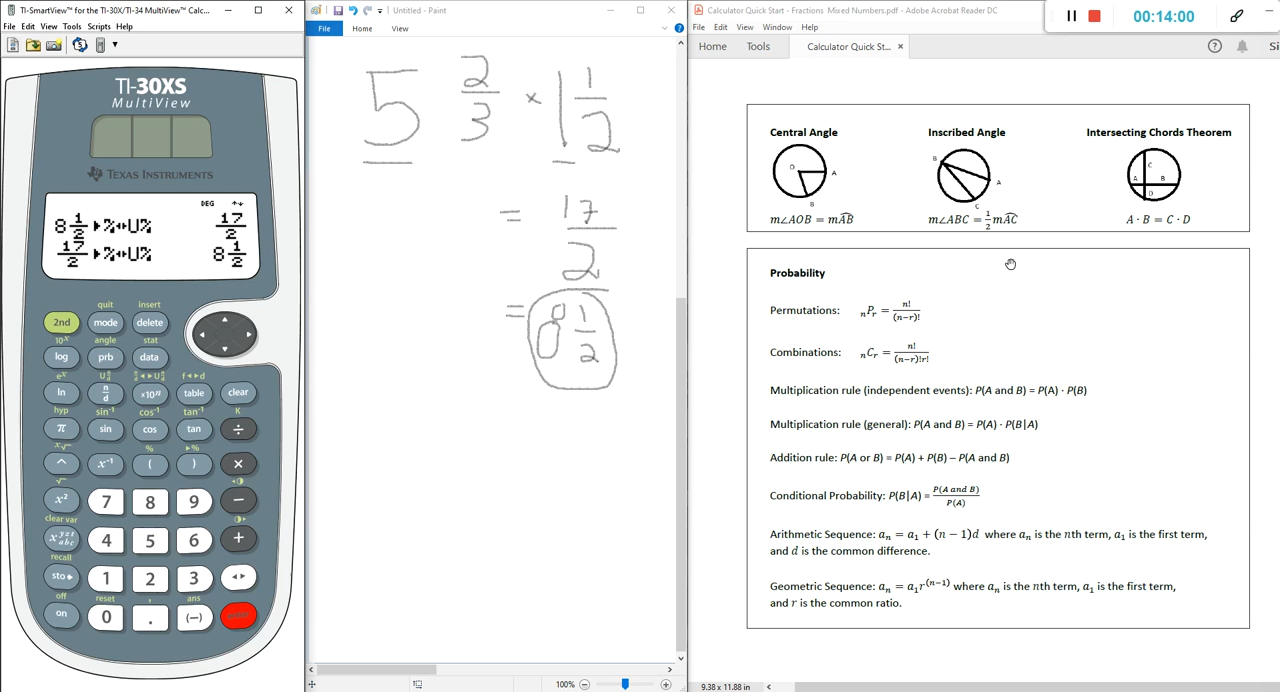 TI-SmartView™ for the TI-30X/TI-34 MultiView™ Calc...
File Edit View Tools Scripts Help
TI-30XS
MultiView
TEXAS INSTRUMENTS
DEG
8 1/2 ▶n/d◀▶Un/d 17/2
17/2 ▶n/d◀▶Un/d 8 1/2
quit insert
2nd mode delete
10ˣ angle stat
log prb data
eˣ U n/d n/d◀▶U n/d f◀▶d
ln n/d ×10ⁿ table clear
hyp sin⁻¹ cos⁻¹ tan⁻¹ K
π sin cos tan ÷
ˣ√ % ▶%
^ x⁻¹ ( ) ×
√
x² 7 8 9 −
clear var
x yzt abc 4 5 6 +
recall
sto▸ 1 2 3 ◂▸
off reset , ans
on 0 . (−) enter
Untitled - Paint
File Home View
5 2/3 × 1 1/2
= 17/2
= 8 1/2
100%
Calculator Quick Start - Fractions Mixed Numbers.pdf - Adobe Acrobat Reader DC
File Edit View Window Help
Home Tools Calculator Quick St... ×
00:14:00
Si
Central Angle Inscribed Angle Intersecting Chords Theorem
O A B
B A C
A C B D
m∠AOB = mAB m∠ABC = 1/2 mAC A · B = C · D
Probability
Permutations: nPr = n!/(n−r)!
Combinations: nCr = n!/(n−r)!r!
Multiplication rule (independent events): P(A and B) = P(A) · P(B)
Multiplication rule (general): P(A and B) = P(A) · P(B|A)
Addition rule: P(A or B) = P(A) + P(B) − P(A and B)
Conditional Probability: P(B|A) = P(A and B)/P(A)
Arithmetic Sequence: aₙ = a₁ + (n − 1)d where aₙ is the nth term, a₁ is the first term,
and d is the common difference.
Geometric Sequence: aₙ = a₁r⁽ⁿ⁻¹⁾ where aₙ is the nth term, a₁ is the first term,
and r is the common ratio.
9.38 x 11.88 in